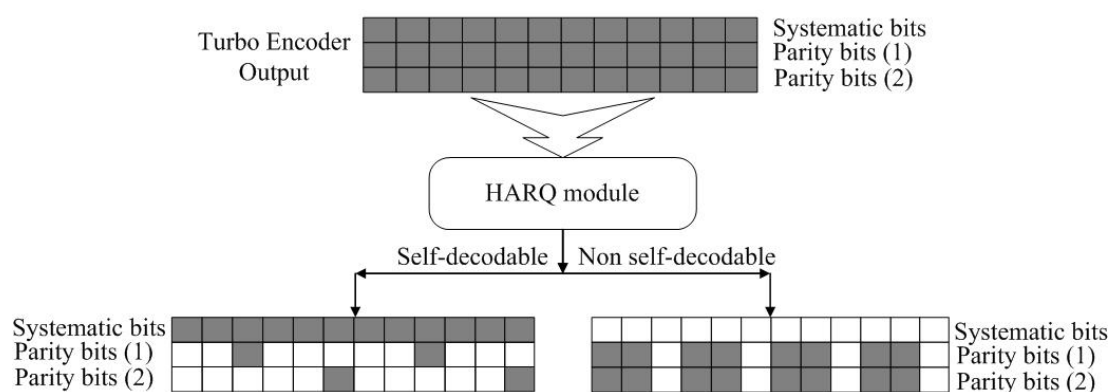 Turbo Encoder
Output
Systematic bits
Parity bits (1)
Parity bits (2)
HARQ module
Self-decodable
Non self-decodable
Systematic bits
Parity bits (1)
Parity bits (2)
Systematic bits
Parity bits (1)
Parity bits (2)